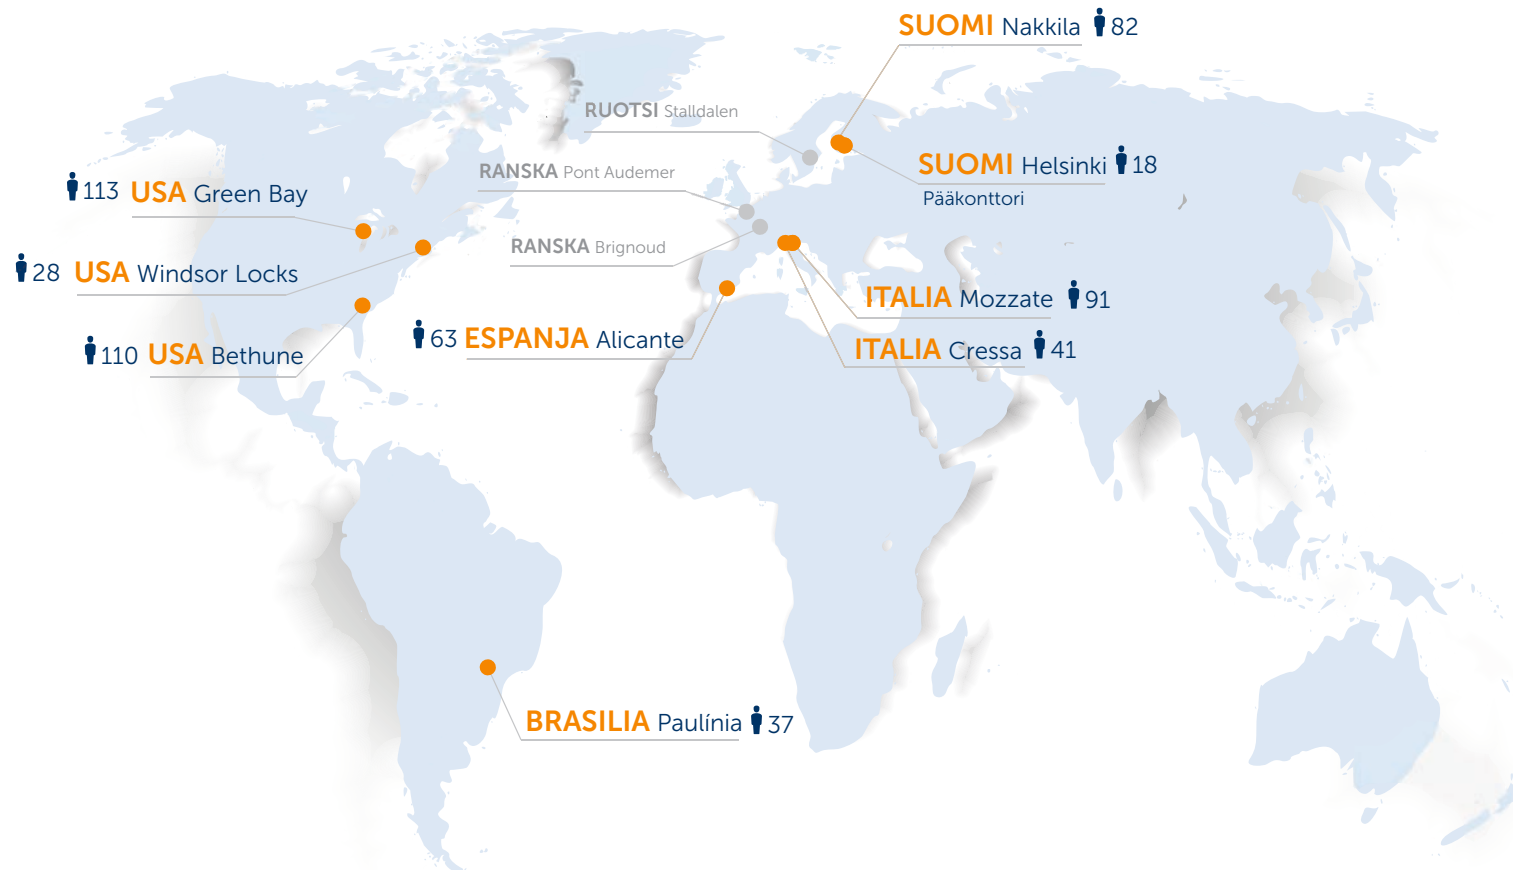 SUOMI Nakkila 82
RUOTSI Stalldalen
SUOMI Helsinki 18
Pääkonttori
RANSKA Pont Audemer
113 USA Green Bay
RANSKA Brignoud
28 USA Windsor Locks
ITALIA Mozzate 91
63 ESPANJA Alicante
110 USA Bethune
ITALIA Cressa 41
BRASILIA Paulínia 37